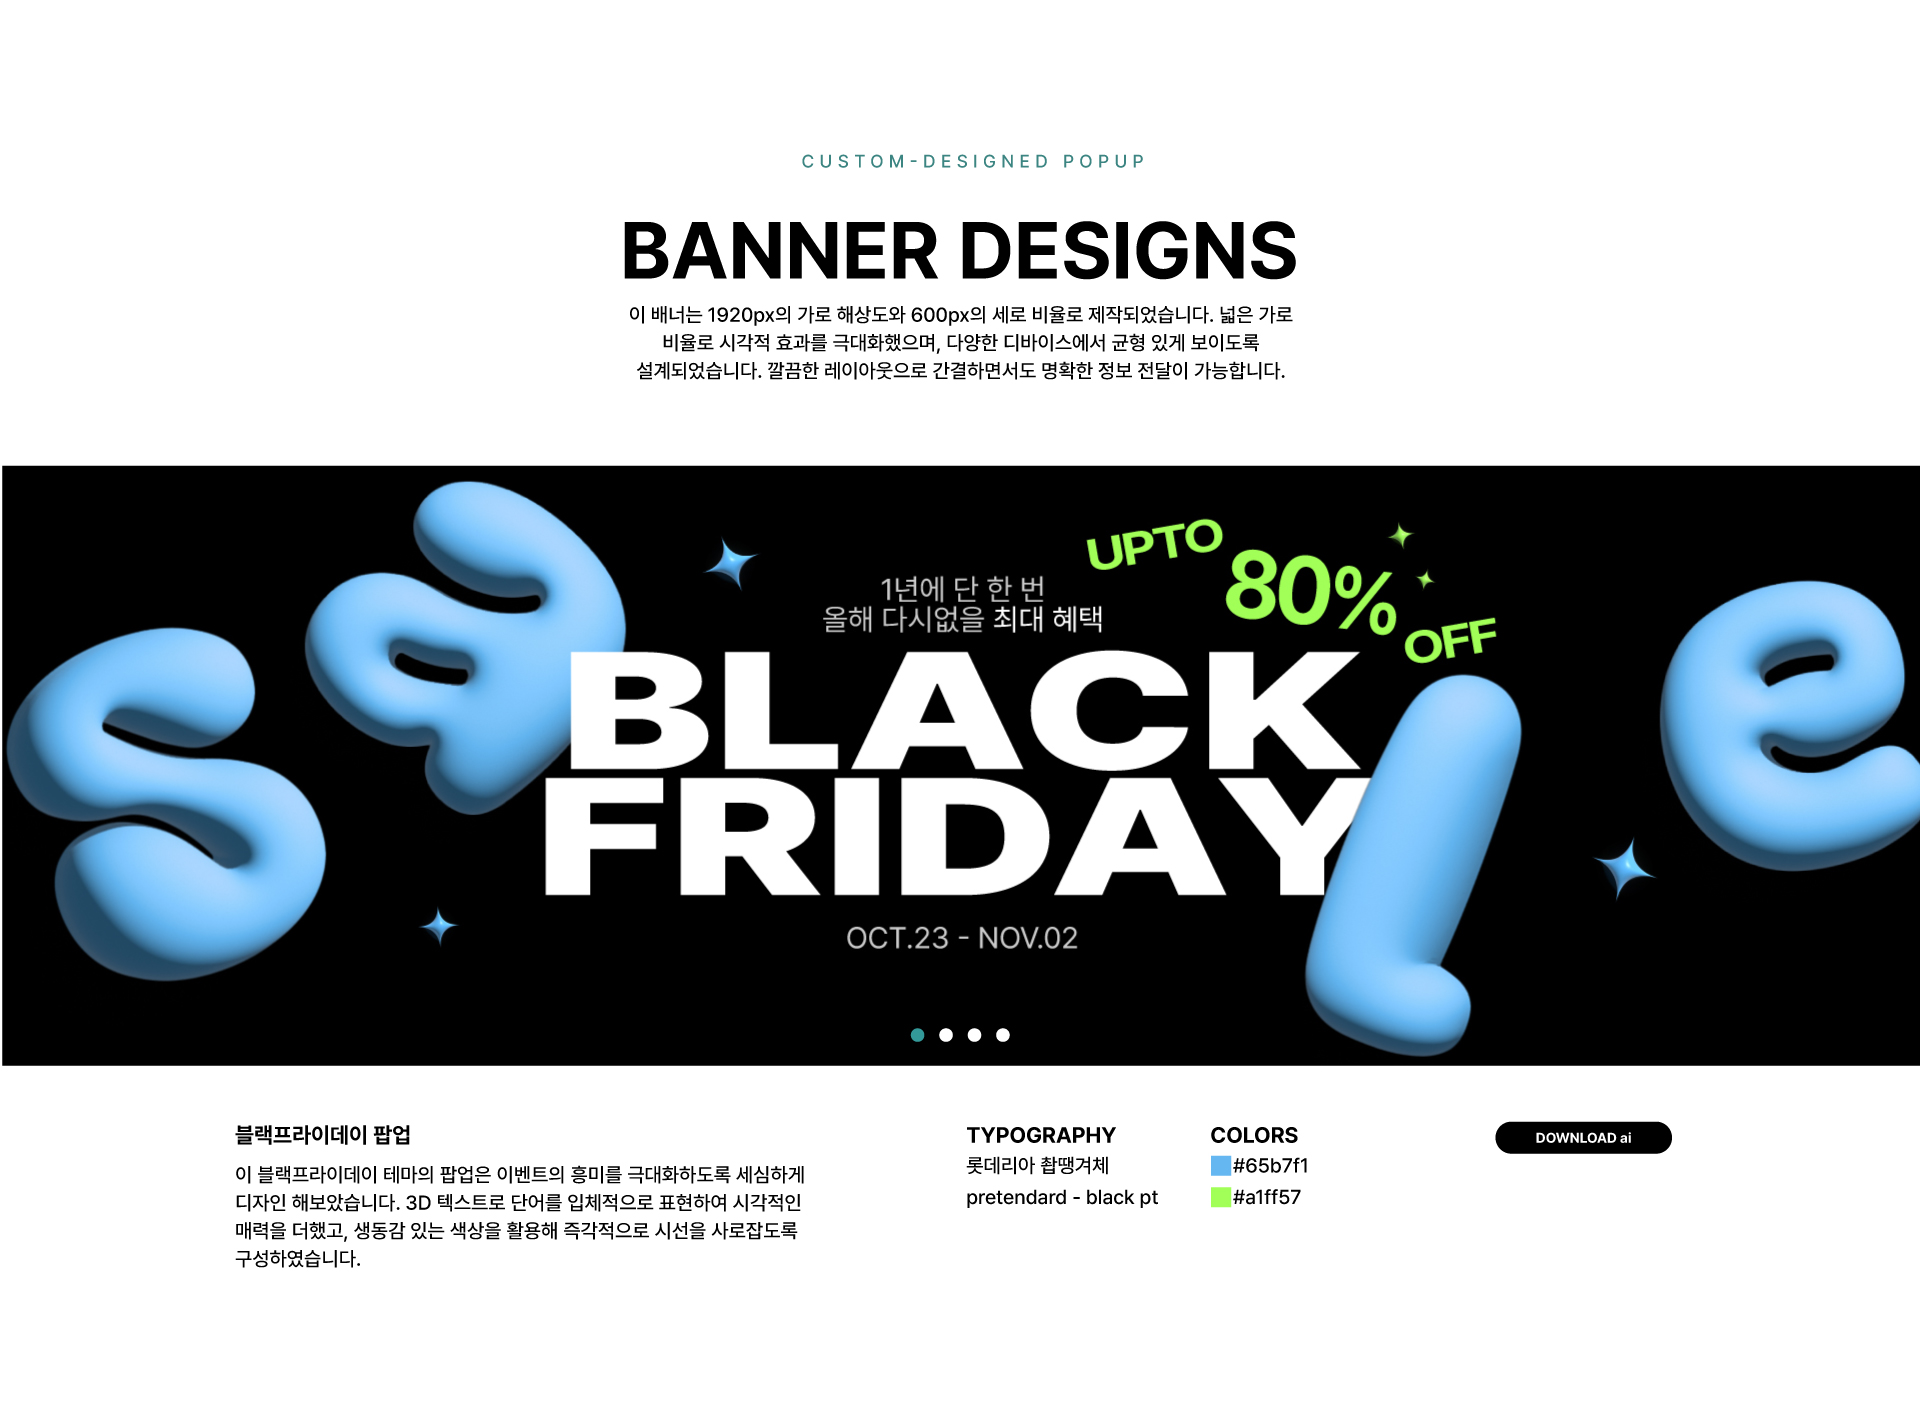 CUSTOM-DESIGNED POPUP
BANNER DESIGNS
이 배너는 1920px의 가로 해상도와 600px의 세로 비율로 제작되었습니다. 넓은 가로
비율로 시각적 효과를 극대화했으며, 다양한 디바이스에서 균형 있게 보이도록
설계되었습니다. 깔끔한 레이아웃으로 간결하면서도 명확한 정보 전달이 가능합니다.
sale
UPTO
80%
OFF
1년에 단 한 번
올해 다시없을 최대 혜택
BLACK
FRIDAY
OCT.23 - NOV.02
블랙프라이데이 팝업
이 블랙프라이데이 테마의 팝업은 이벤트의 흥미를 극대화하도록 세심하게
디자인 해보았습니다. 3D 텍스트로 단어를 입체적으로 표현하여 시각적인
매력을 더했고, 생동감 있는 색상을 활용해 즉각적으로 시선을 사로잡도록
구성하였습니다.
TYPOGRAPHY
롯데리아 촵땡겨체
pretendard - black pt
COLORS
#65b7f1
#a1ff57
DOWNLOAD ai